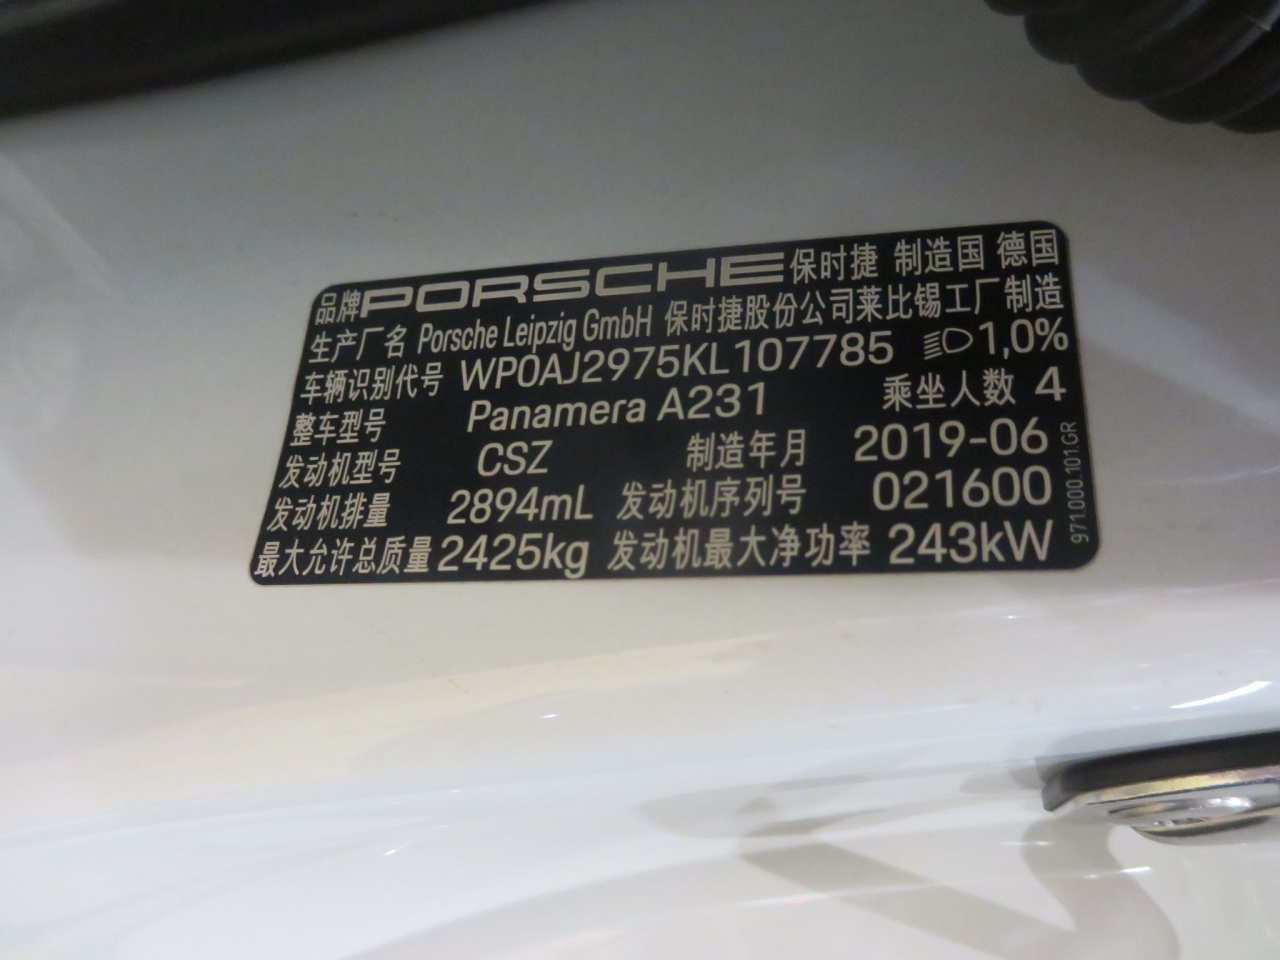 品牌PORSCHE保时捷 制造国 德国
生产厂名 Porsche Leipzig GmbH 保时捷股份公司莱比锡工厂制造
车辆识别代号 WP0AJ2975KL107785 1,0%
整车型号 Panamera A231 乘坐人数 4
发动机型号 CSZ 制造年月 2019-06
发动机排量 2894mL 发动机序列号 021600
最大允许总质量 2425kg 发动机最大净功率 243kW
971.000.101GR